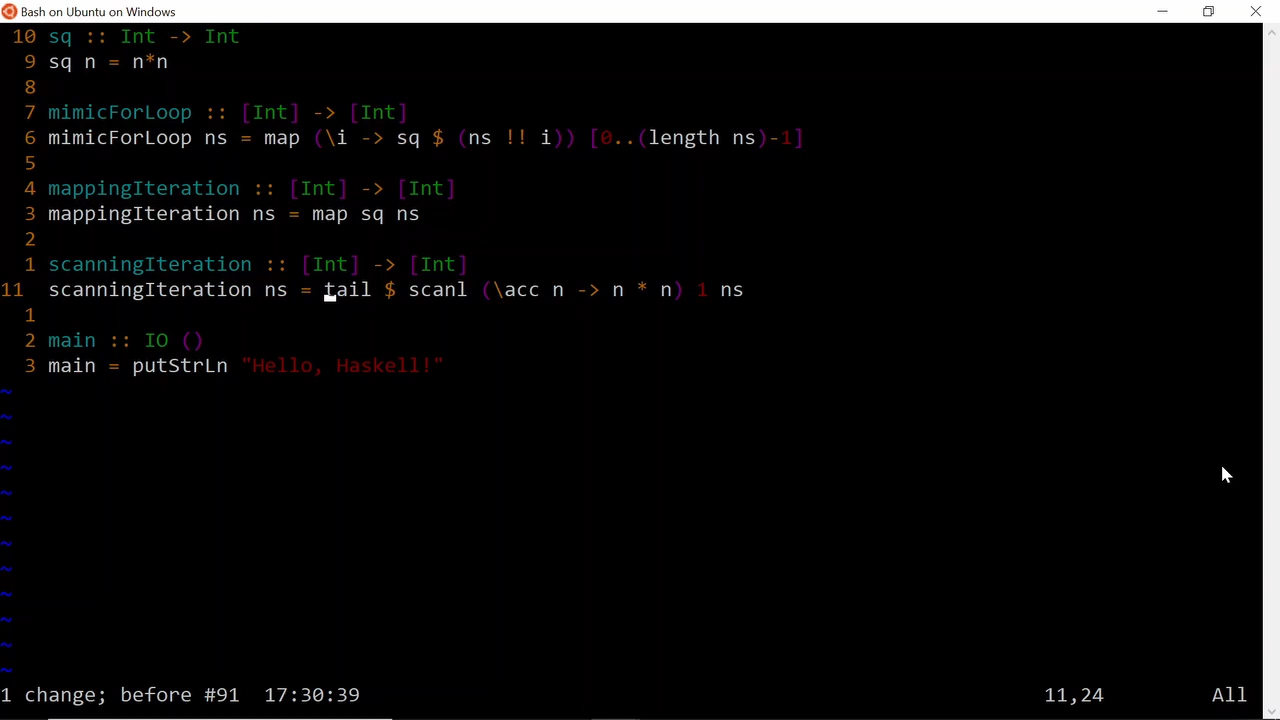 Bash on Ubuntu on Windows
10 sq :: Int -> Int
9 sq n = n*n
8
7 mimicForLoop :: [Int] -> [Int]
6 mimicForLoop ns = map (\i -> sq $ (ns !! i)) [0..(length ns)-1]
5
4 mappingIteration :: [Int] -> [Int]
3 mappingIteration ns = map sq ns
2
1 scanningIteration :: [Int] -> [Int]
11 scanningIteration ns = tail $ scanl (\acc n -> n * n) 1 ns
1
2 main :: IO ()
3 main = putStrLn "Hello, Haskell!"
~
~
~
~
~
~
~
~
~
~
~
~
1 change; before #91 17:30:39 11,24 All